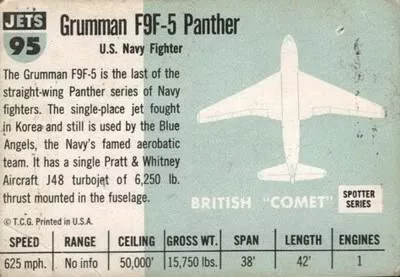 JETS
95
Grumman F9F-5 Panther
U.S. Navy Fighter
The Grumman F9F-5 is the last of the
straight-wing Panther series of Navy
fighters. The single-place jet fought
in Korea and still is used by the Blue
Angels, the Navy's famed aerobatic
team. It has a single Pratt & Whitney
Aircraft J48 turbojet of 6,250 lb.
thrust mounted in the fuselage.
BRITISH "COMET"
SPOTTER
SERIES
© T.C.G. Printed in U.S.A.
SPEED RANGE CEILING GROSS WT. SPAN LENGTH ENGINES
625 mph. No info 50,000' 15,750 lbs. 38' 42' 1